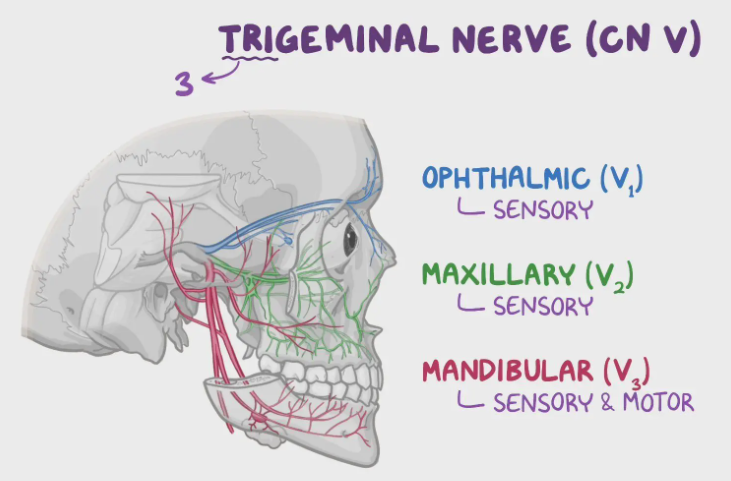 TRIGEMINAL NERVE (CN V)
3
OPHTHALMIC (V₁)
SENSORY
MAXILLARY (V₂)
SENSORY
MANDIBULAR (V₃)
SENSORY & MOTOR